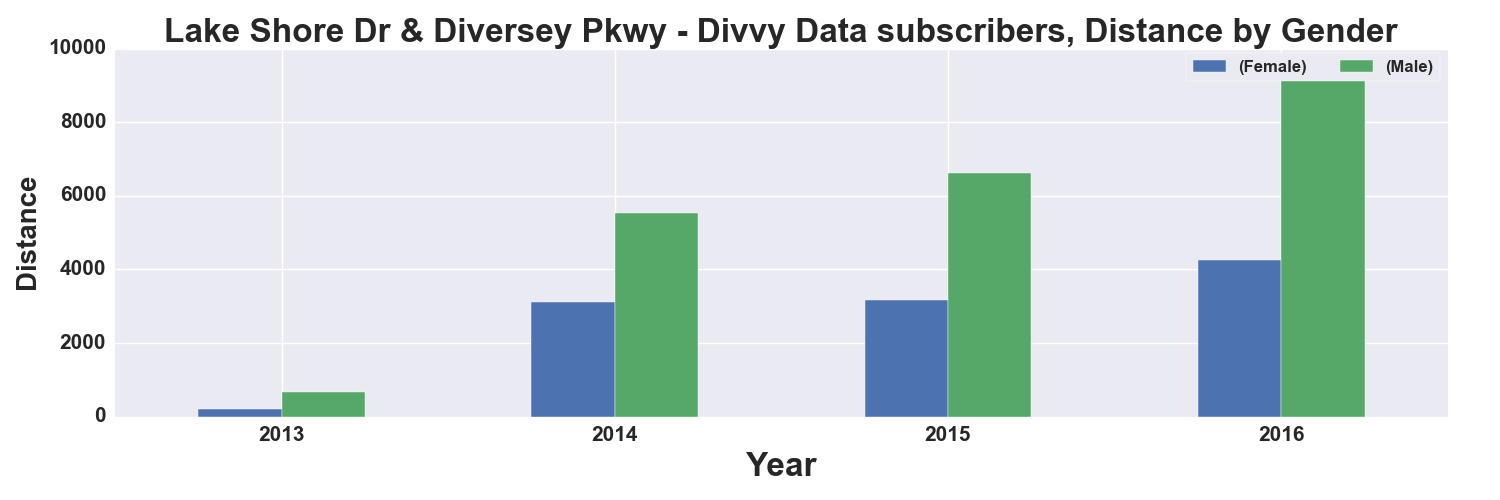 Lake Shore Dr & Diversey Pkwy - Divvy Data subscribers, Distance by Gender
(Female) (Male)
10000
8000
6000
4000
2000
0
Distance
2013 2014 2015 2016
Year